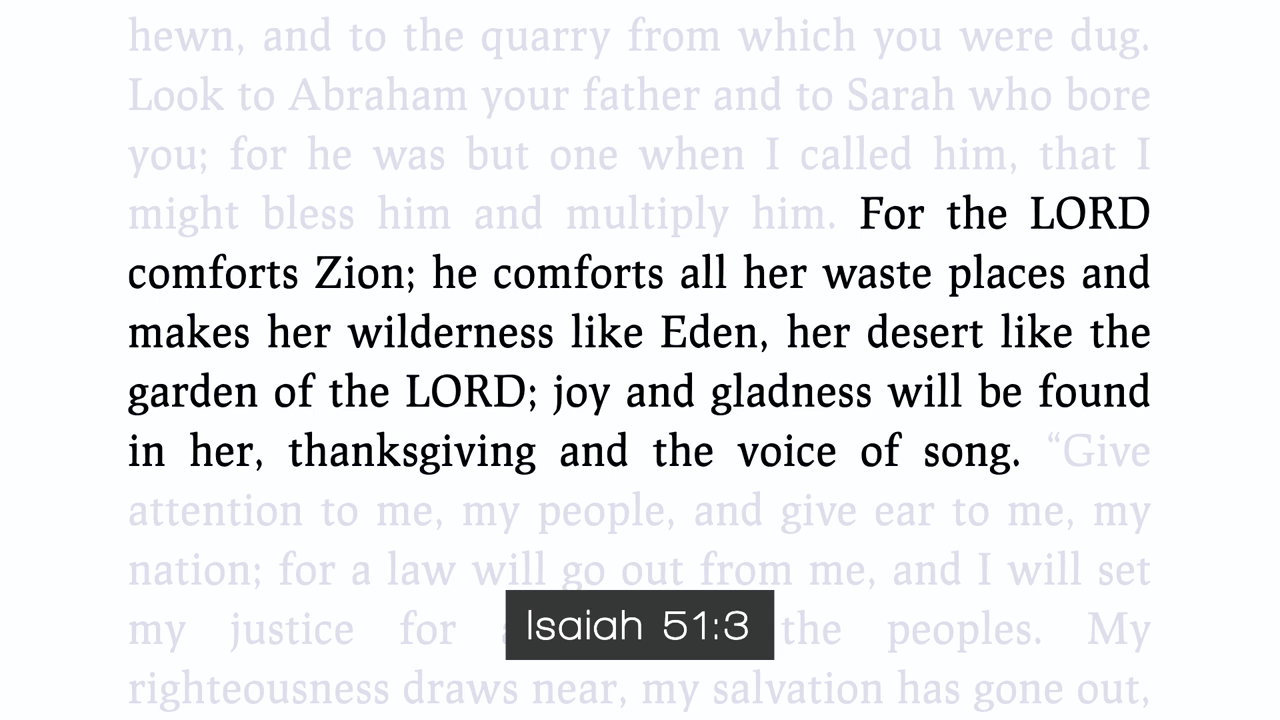 hewn, and to the quarry from which you were dug.
Look to Abraham your father and to Sarah who bore
you; for he was but one when I called him, that I
might bless him and multiply him. For the LORD
comforts Zion; he comforts all her waste places and
makes her wilderness like Eden, her desert like the
garden of the LORD; joy and gladness will be found
in her, thanksgiving and the voice of song. “Give
attention to me, my people, and give ear to me, my
nation; for a law will go out from me, and I will set
my justice for the peoples. My
Isaiah 51:3
righteousness draws near, my salvation has gone out,